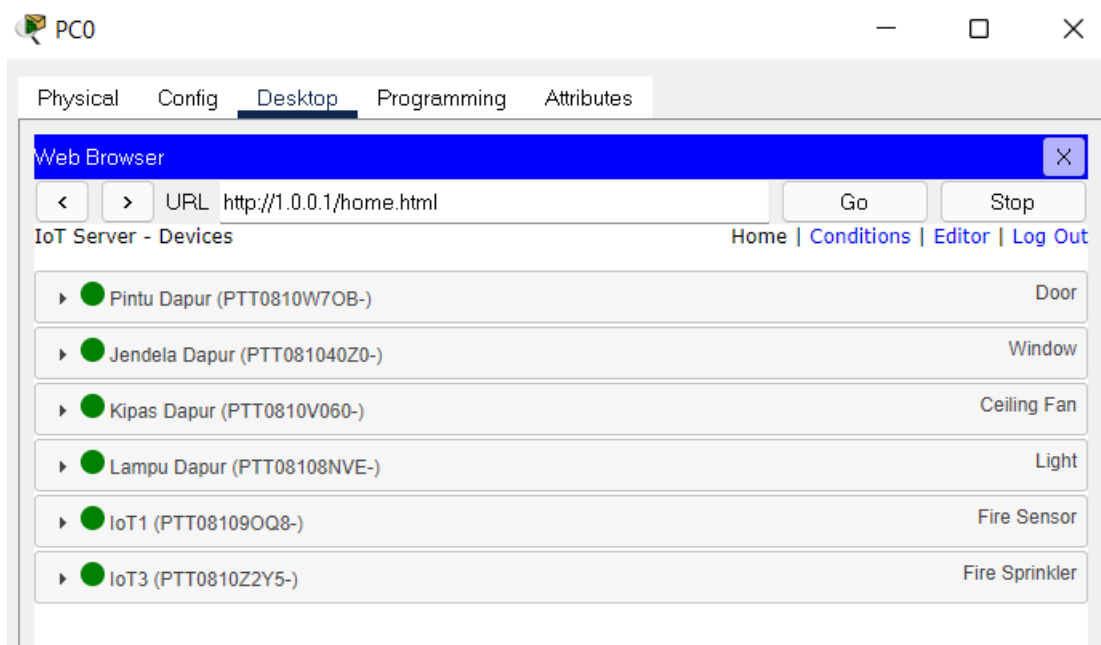 PC0
Physical Config Desktop Programming Attributes
Web Browser X
< > URL http://1.0.0.1/home.html Go Stop
IoT Server - Devices Home | Conditions | Editor | Log Out
Pintu Dapur (PTT0810W7OB-) Door
Jendela Dapur (PTT081040Z0-) Window
Kipas Dapur (PTT0810V060-) Ceiling Fan
Lampu Dapur (PTT08108NVE-) Light
IoT1 (PTT08109OQ8-) Fire Sensor
IoT3 (PTT0810Z2Y5-) Fire Sprinkler